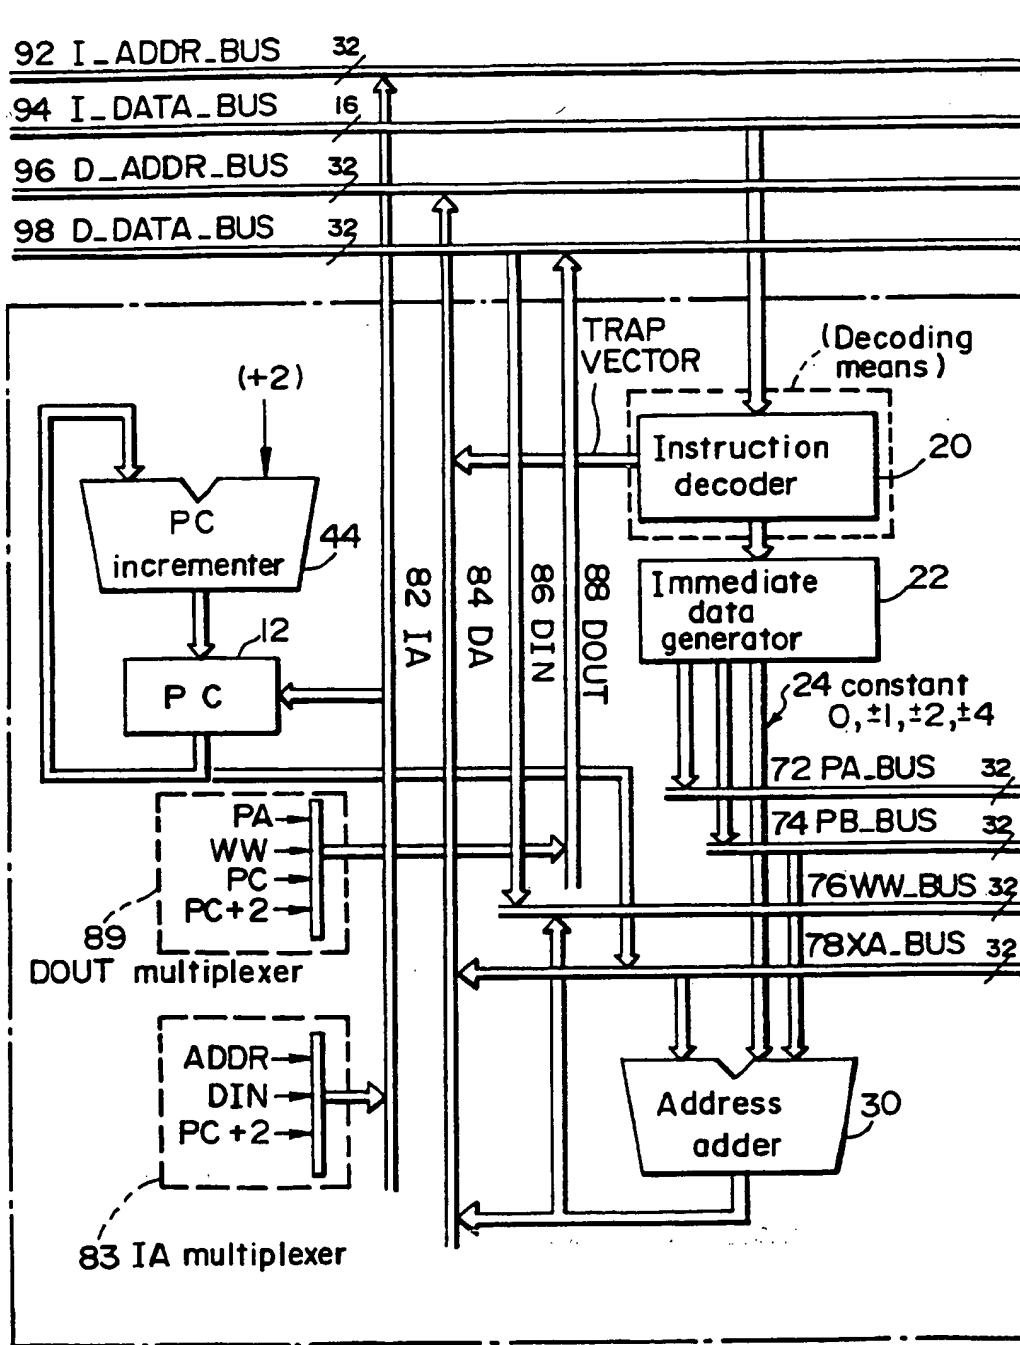 92 I_ADDR_BUS 32
94 I_DATA_BUS 16
96 D_ADDR_BUS 32
98 D_DATA_BUS 32
TRAP
VECTOR
(Decoding
means)
(+2)
Instruction
decoder
20
PC
incrementer
44
Immediate
data
generator
22
82 IA
84 DA
86 DIN
88 DOUT
12
PC
24 constant
0,±1,±2,±4
72 PA_BUS 32
74 PB_BUS 32
76 WW_BUS 32
78 XA_BUS 32
PA
WW
PC
PC+2
89
DOUT multiplexer
ADDR
DIN
PC+2
83 IA multiplexer
Address
adder
30